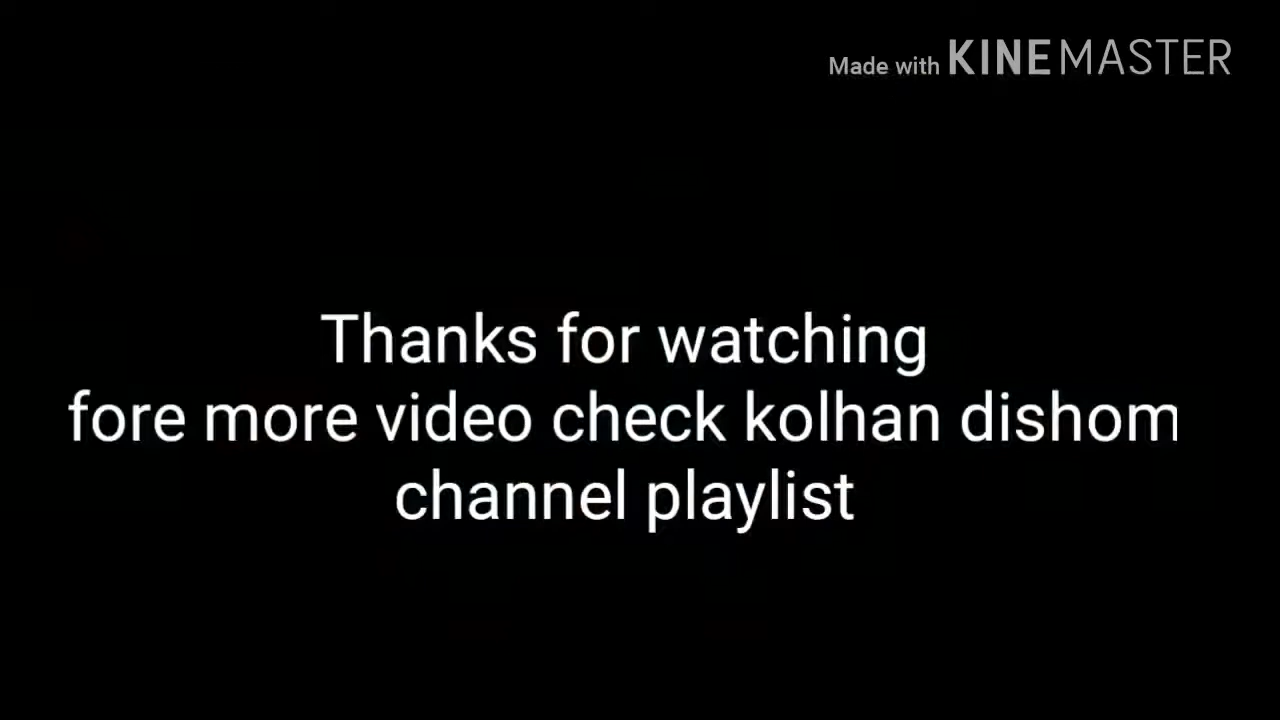 Made with KINEMASTER
Thanks for watching
fore more video check kolhan dishom
channel playlist